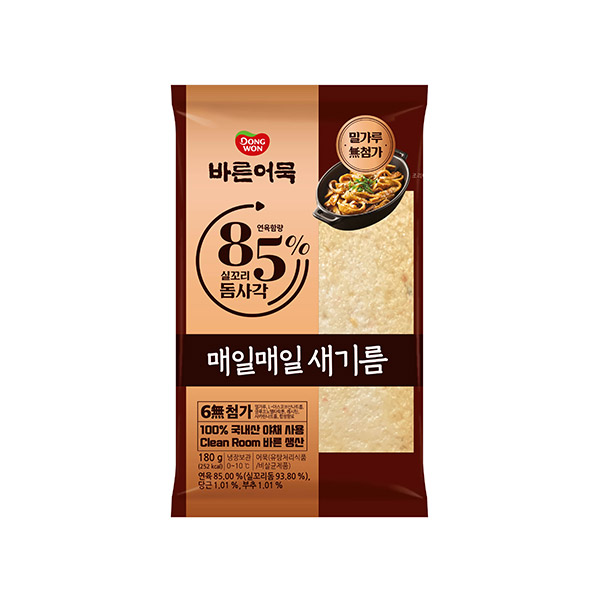 DONG
WON
바른어묵
밀가루
無첨가
연육함량
85%
실꼬리
돔사각
매일매일 새기름
6無첨가
100% 국내산 야채 사용
Clean Room 바른 생산
180 g
(252 kcal)
냉장보관
0~10℃
어묵(유탕처리식품
/비살균제품)
연육 85.00 % (실꼬리돔 93.80 %),
당근 1.01 %, 부추 1.01 %